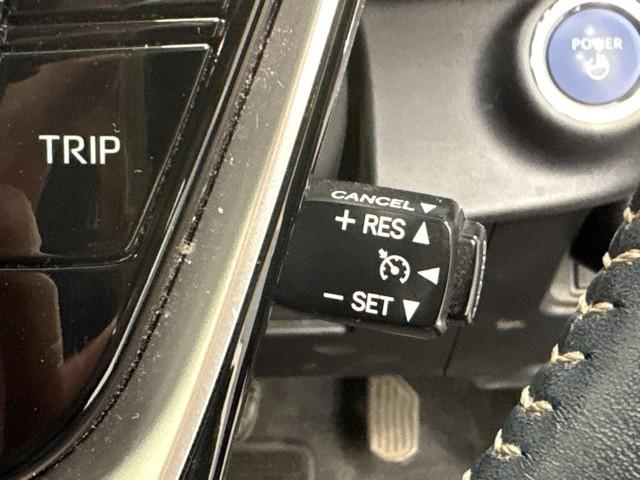 POWER
TRIP
CANCEL▼
+ RES▲
◀
− SET▼